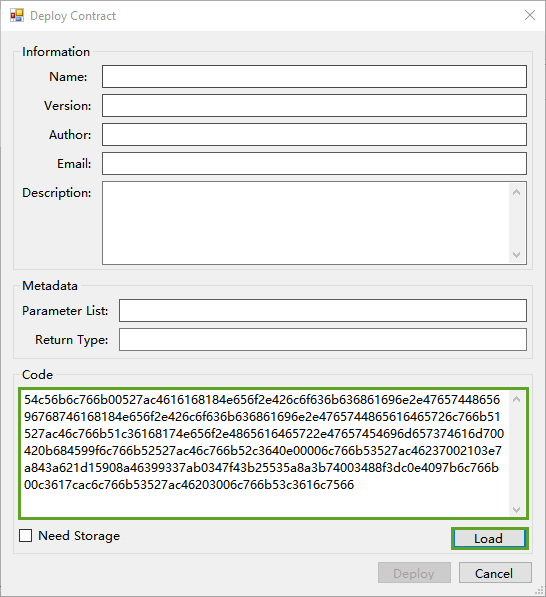 Deploy Contract
Information
Name:
Version:
Author:
Email:
Description:
Metadata
Parameter List:
Return Type:
Code
54c56b6c766b00527ac4616168184e656f2e426c6f636b636861696e2e47657448656
96768746168184e656f2e426c6f636b636861696e2e4765744865616465726c766b51
527ac46c766b51c36168174e656f2e4865616465722e47657454696d657374616d700
420b684599f6c766b52527ac46c766b52c3640e00006c766b53527ac46237002103e7
a843a621d15908a46399337ab0347f43b25535a8a3b74003488f3dc0e4097b6c766b
00c3617cac6c766b53527ac46203006c766b53c3616c7566
Need Storage
Load
Deploy
Cancel